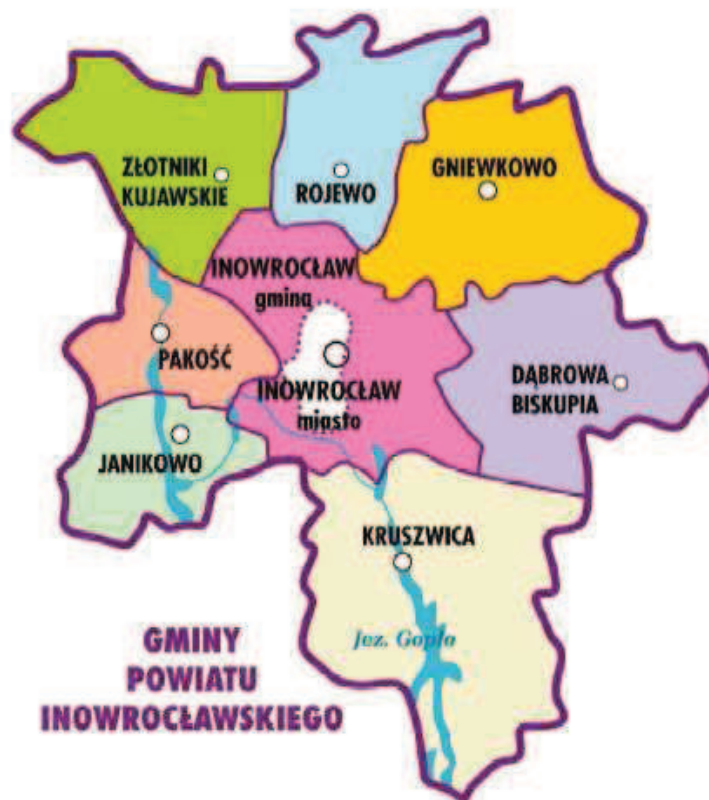 ZŁOTNIKI
KUJAWSKIE
ROJEWO
GNIEWKOWO
INOWROCŁAW
gmina
PAKOŚĆ
INOWROCŁAW
miasto
DĄBROWA
BISKUPIA
JANIKOWO
KRUSZWICA
Jez. Gopło
GMINY
POWIATU
INOWROCŁAWSKIEGO